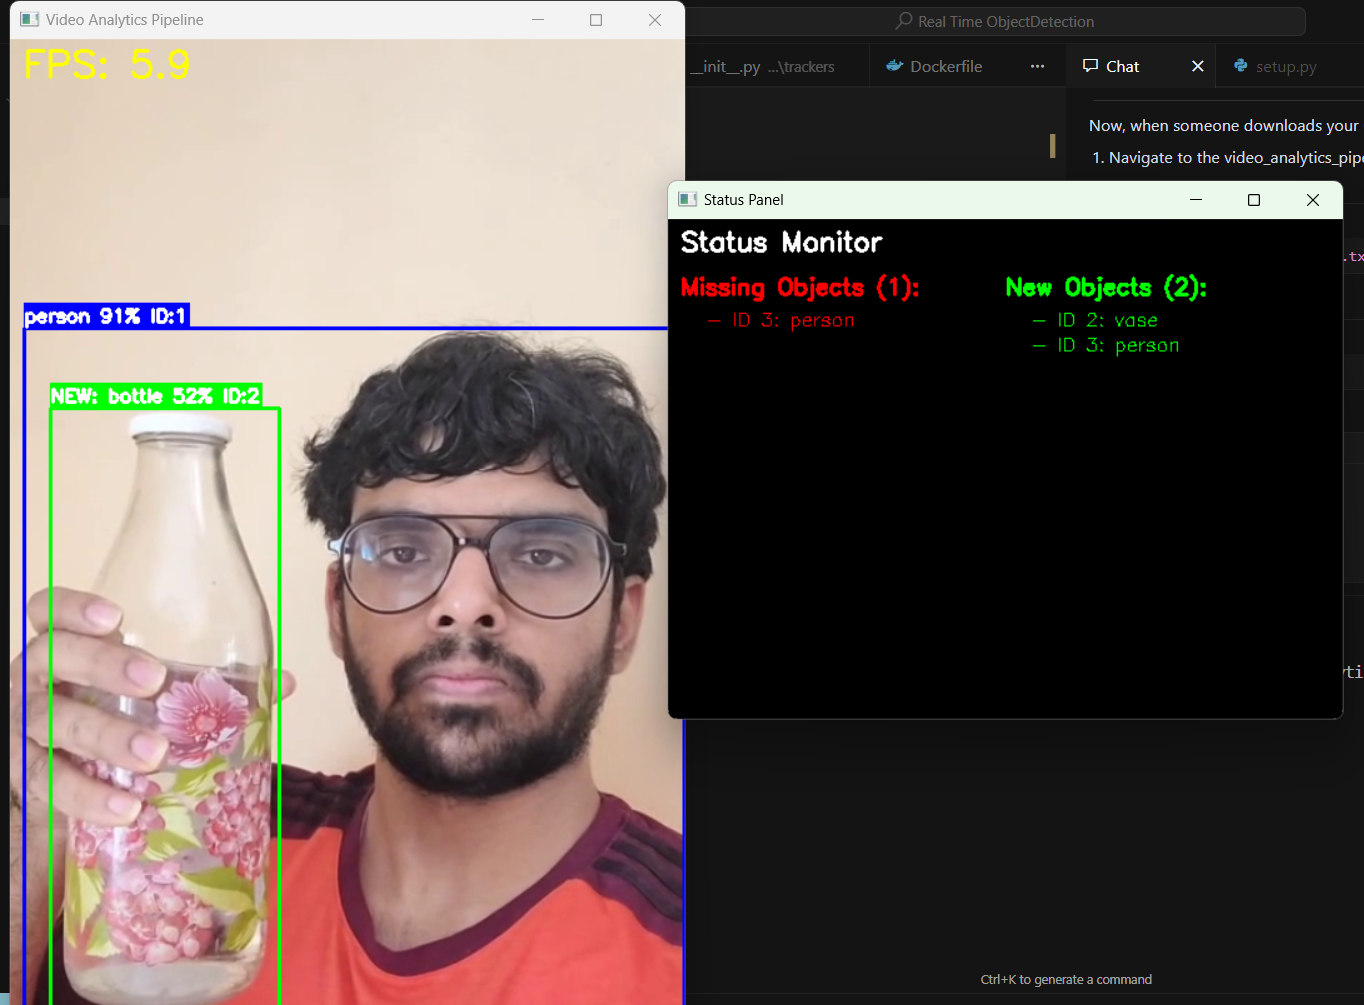 Video Analytics Pipeline
FPS: 5.9
person 91% ID:1
NEW: bottle 52% ID:2
Real Time ObjectDetection
__init__.py ...\trackers
Dockerfile
Chat
setup.py
Now, when someone downloads your
1. Navigate to the video_analytics_pipe
Status Panel
Status Monitor
Missing Objects (1):
- ID 3: person
New Objects (2):
- ID 2: vase
- ID 3: person
.tx
yti
Ctrl+K to generate a command